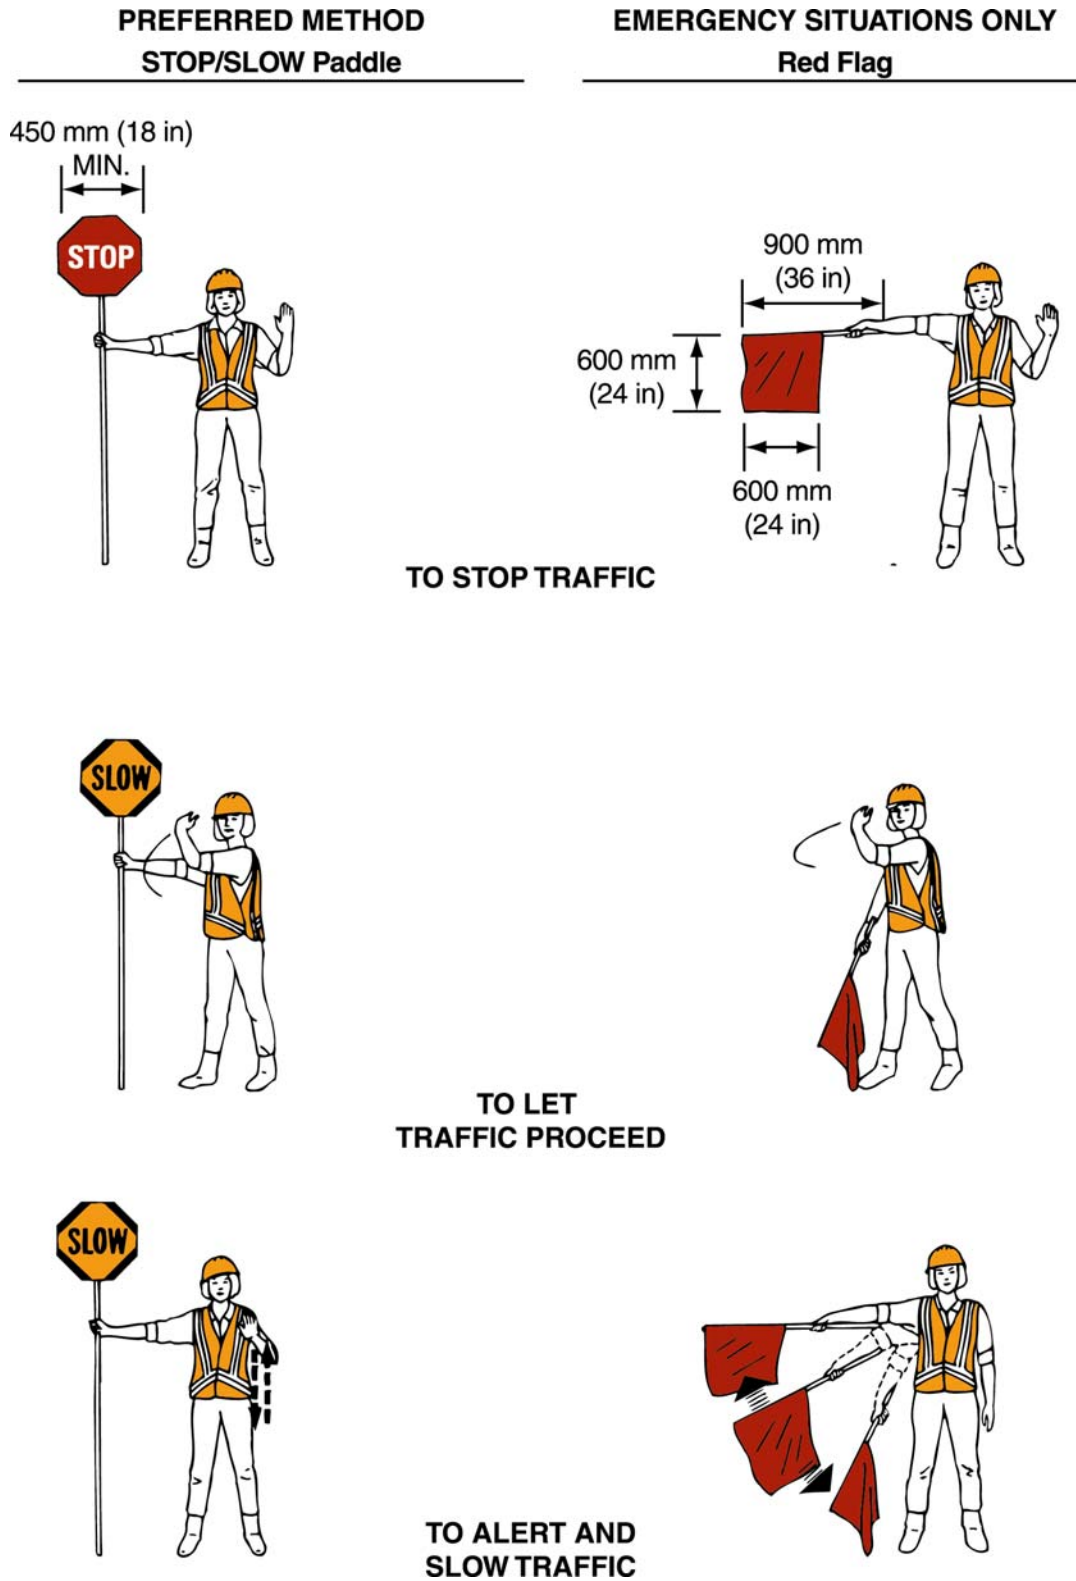 PREFERRED METHOD
STOP/SLOW Paddle
EMERGENCY SITUATIONS ONLY
Red Flag
450 mm (18 in)
MIN.
STOP
900 mm
(36 in)
600 mm
(24 in)
600 mm
(24 in)
TO STOP TRAFFIC
SLOW
TO LET
TRAFFIC PROCEED
SLOW
TO ALERT AND
SLOW TRAFFIC